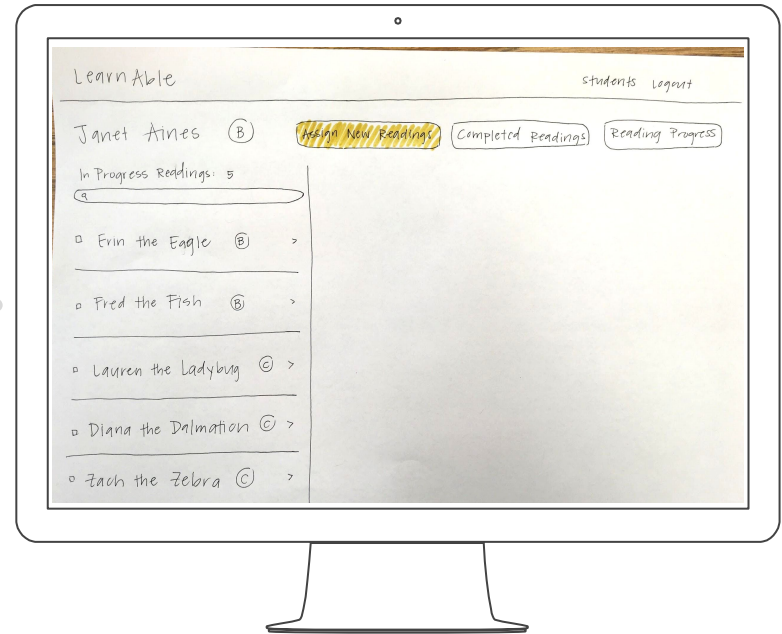 LearnAble
Students Logout
Janet Aines B
Assign New Readings Completed Readings Reading Progress
In Progress Readings: 5
Erin the Eagle B >
Fred the Fish B >
Lauren the Ladybug C >
Diana the Dalmation C >
Zach the Zebra C >